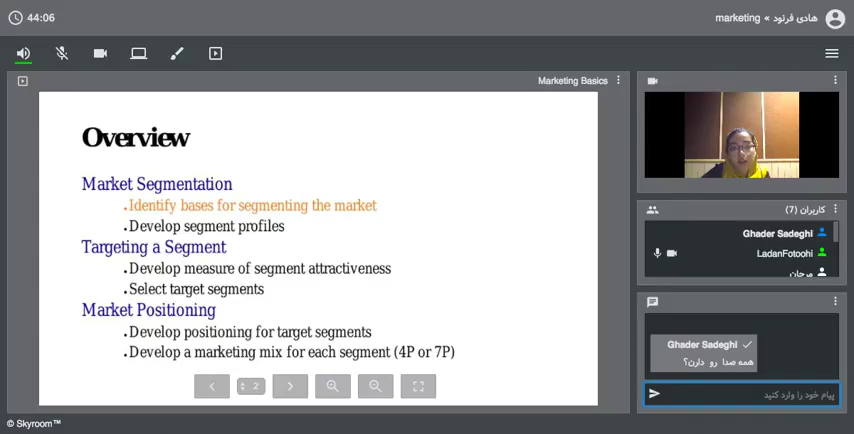 44:06
marketing » هادی فرنود
Marketing Basics
Overview
Market Segmentation
.Identify bases for segmenting the market
.Develop segment profiles
Targeting a Segment
.Develop measure of segment attractiveness
.Select target segments
Market Positioning
.Develop positioning for target segments
.Develop a marketing mix for each segment (4P or 7P)
2
کاربران (7)
Ghader Sadeghi
LadanFotoohi
مرجان
Ghader Sadeghi
همه صدا رو دارن؟
پیام خود را وارد کنید
© Skyroom™